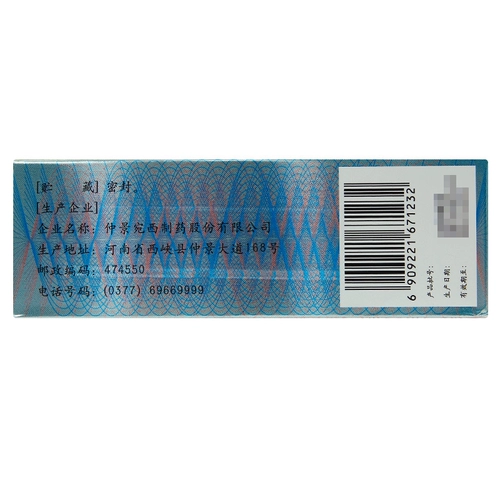 [贮　　藏] 密封。
[生产企业]
企业名称：仲景宛西制药股份有限公司
生产地址：河南省西峡县仲景大道168号
邮政编码：474550
电话号码：(0377) 69669999
6 909221 671232
产品批号：
生产日期：
有效期至：